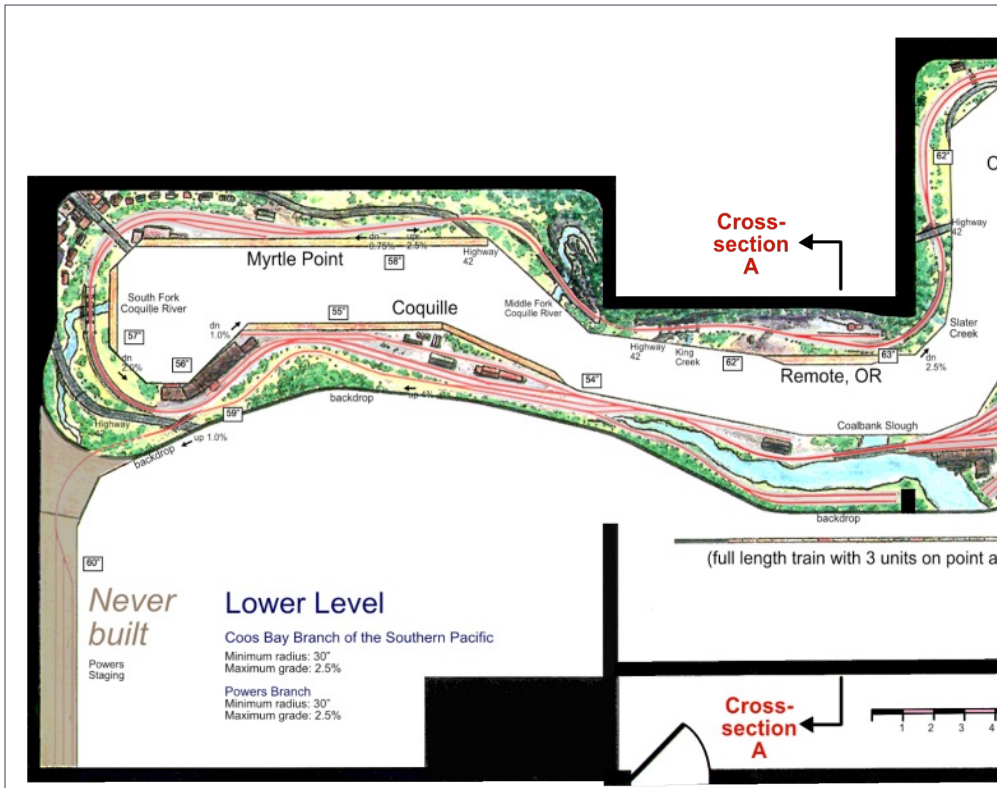 62"
C
Cross-
section
A
Highway
42
dn
0.75%
up
2.5%
Myrtle Point
58"
Highway
42
South Fork
Coquille River
Coquille
55"
Middle Fork
Coquille River
57"
dn
1.0%
dn
2.0%
56"
Highway
42
King
Creek
62"
63"
Slater
Creek
dn
2.5%
Remote, OR
54"
backdrop
up .4%
59"
Highway
up 1.0%
backdrop
Coalbank Slough
backdrop
(full length train with 3 units on point a
60"
Never
built
Powers
Staging
Lower Level
Coos Bay Branch of the Southern Pacific
Minimum radius: 30"
Maximum grade: 2.5%
Powers Branch
Minimum radius: 30"
Maximum grade: 2.5%
Cross-
section
A
1 2 3 4